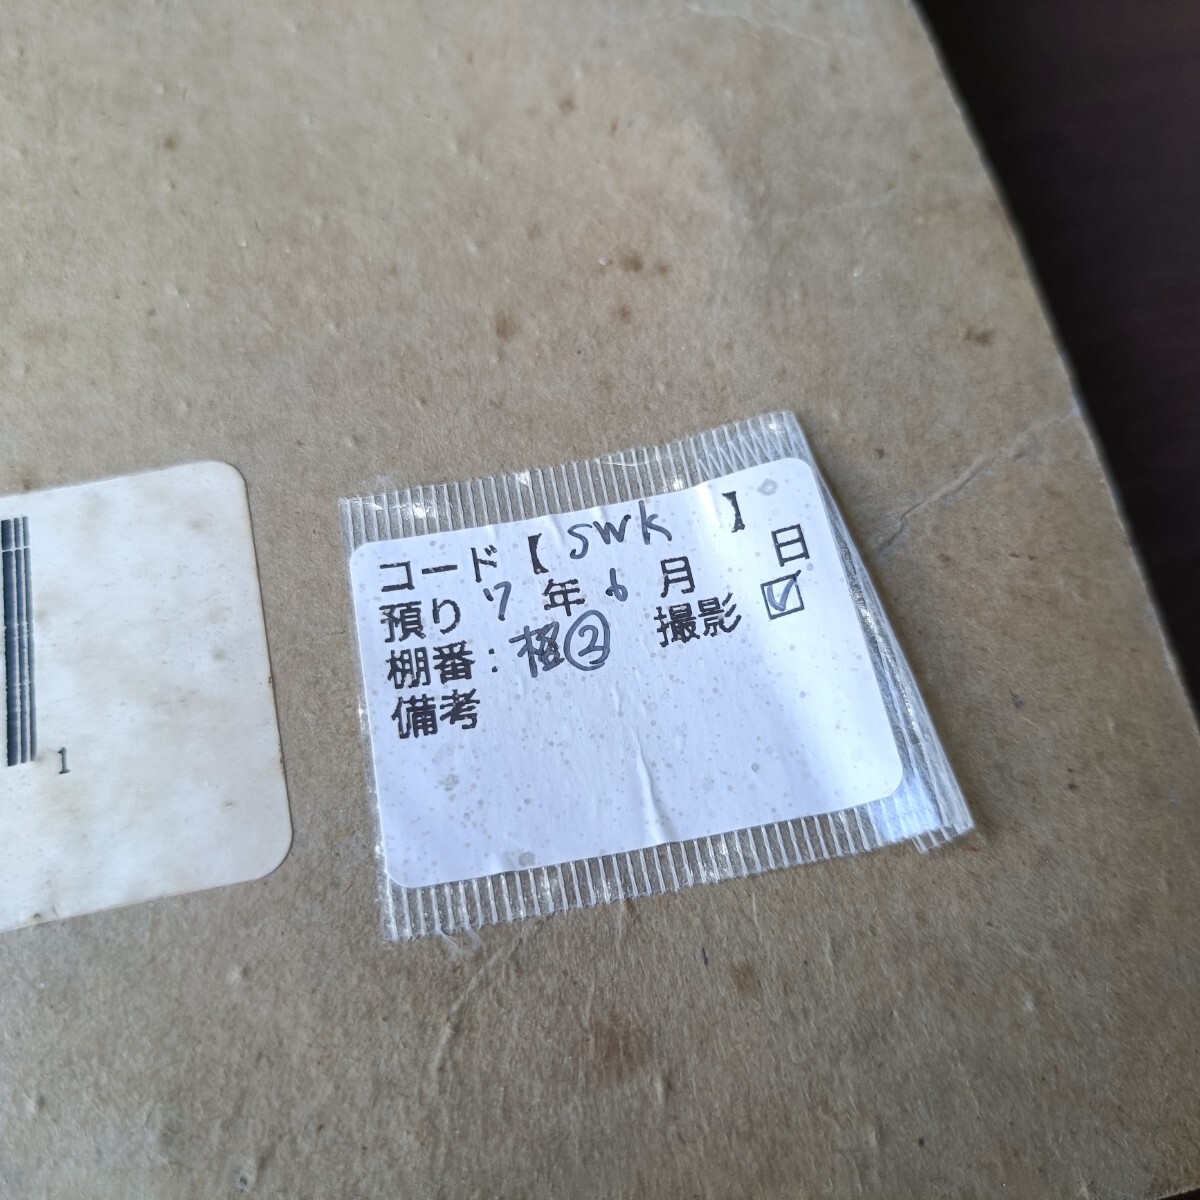 コード【 SWK 】
預り 7 年 6 月 日
棚番: ② 撮影 ☑
備考
1